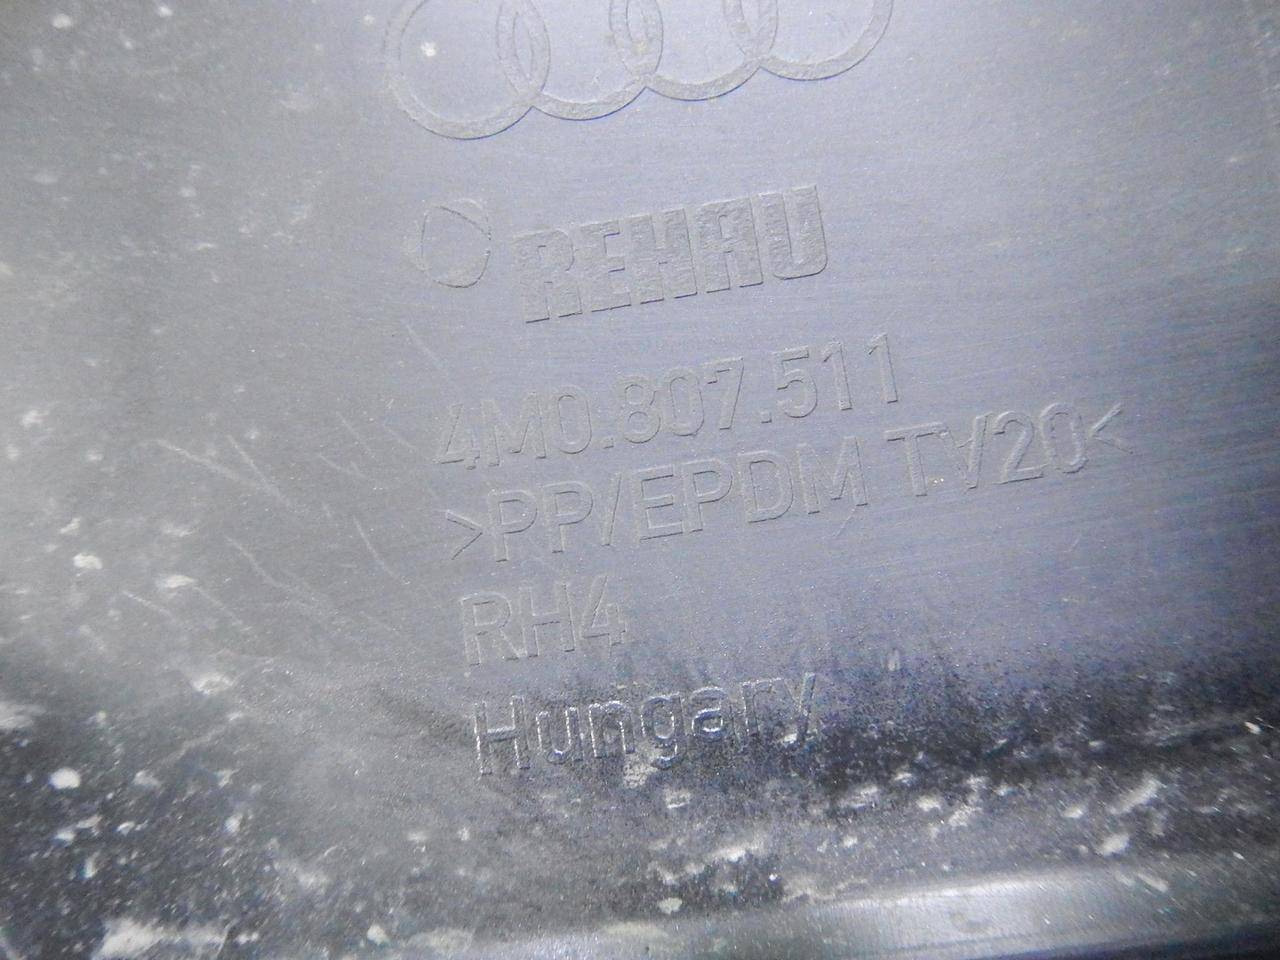 REHAU
4M0.807.511
>PP/EPDM TV20<
RH4
Hungary